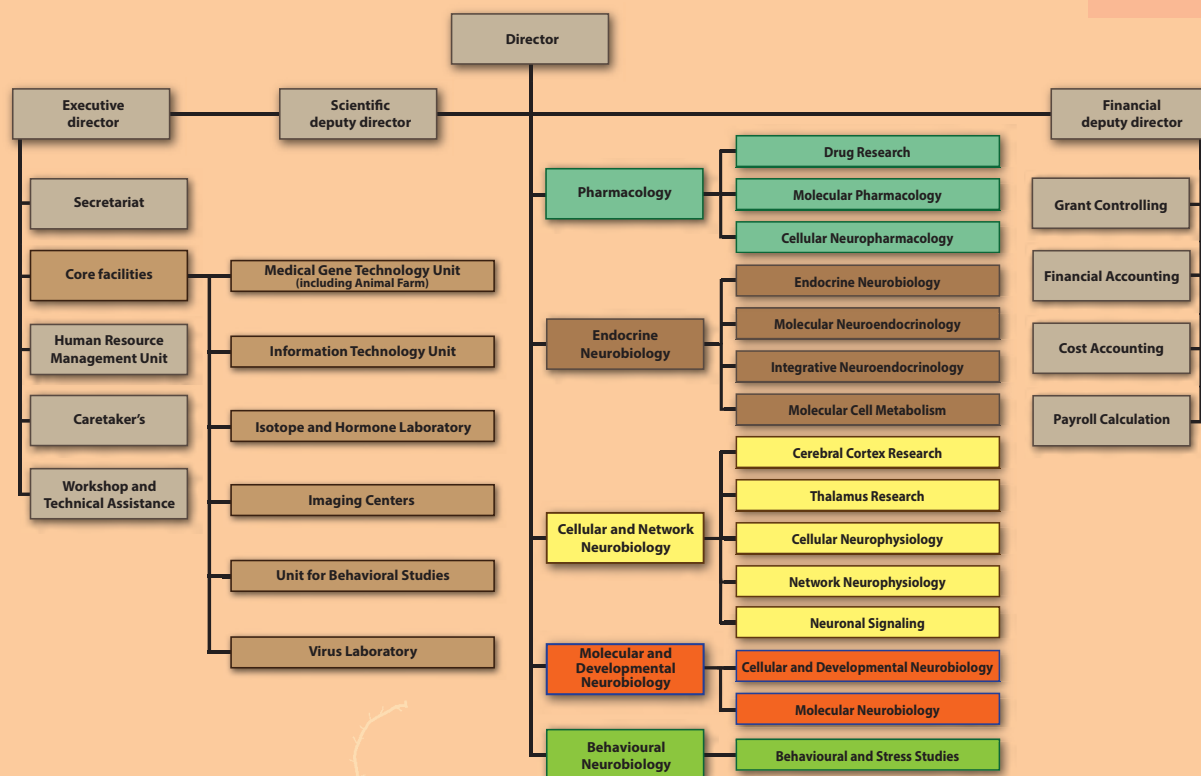 Director
Executive
director
Scientific
deputy director
Financial
deputy director
Secretariat
Core facilities
Human Resource
Management Unit
Caretaker's
Workshop and
Technical Assistance
Medical Gene Technology Unit
(including Animal Farm)
Information Technology Unit
Isotope and Hormone Laboratory
Imaging Centers
Unit for Behavioral Studies
Virus Laboratory
Pharmacology
Drug Research
Molecular Pharmacology
Cellular Neuropharmacology
Endocrine
Neurobiology
Endocrine Neurobiology
Molecular Neuroendocrinology
Integrative Neuroendocrinology
Molecular Cell Metabolism
Cellular and Network
Neurobiology
Cerebral Cortex Research
Thalamus Research
Cellular Neurophysiology
Network Neurophysiology
Neuronal Signaling
Molecular and
Developmental
Neurobiology
Cellular and Developmental Neurobiology
Molecular Neurobiology
Behavioural
Neurobiology
Behavioural and Stress Studies
Grant Controlling
Financial Accounting
Cost Accounting
Payroll Calculation